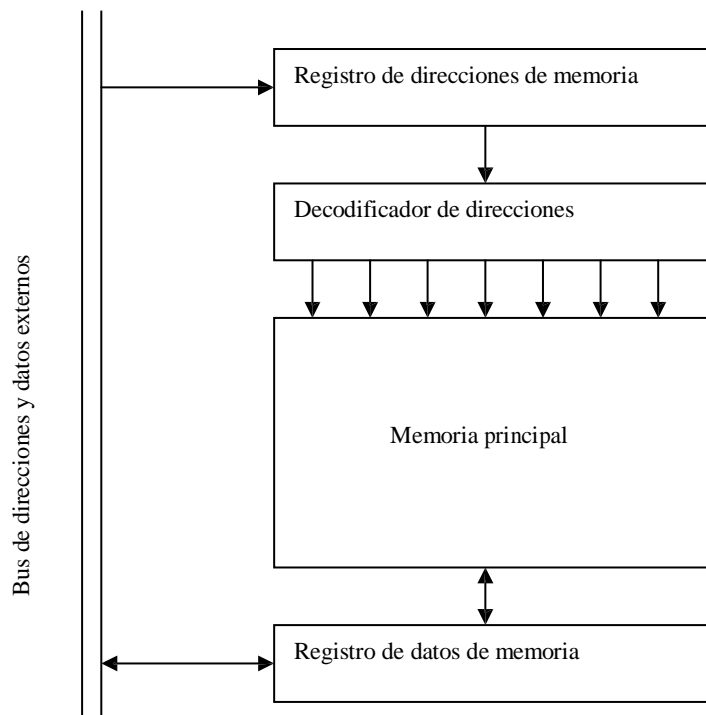 Registro de direcciones de memoria
Decodificador de direcciones
Bus de direcciones y datos externos
Memoria principal
Registro de datos de memoria